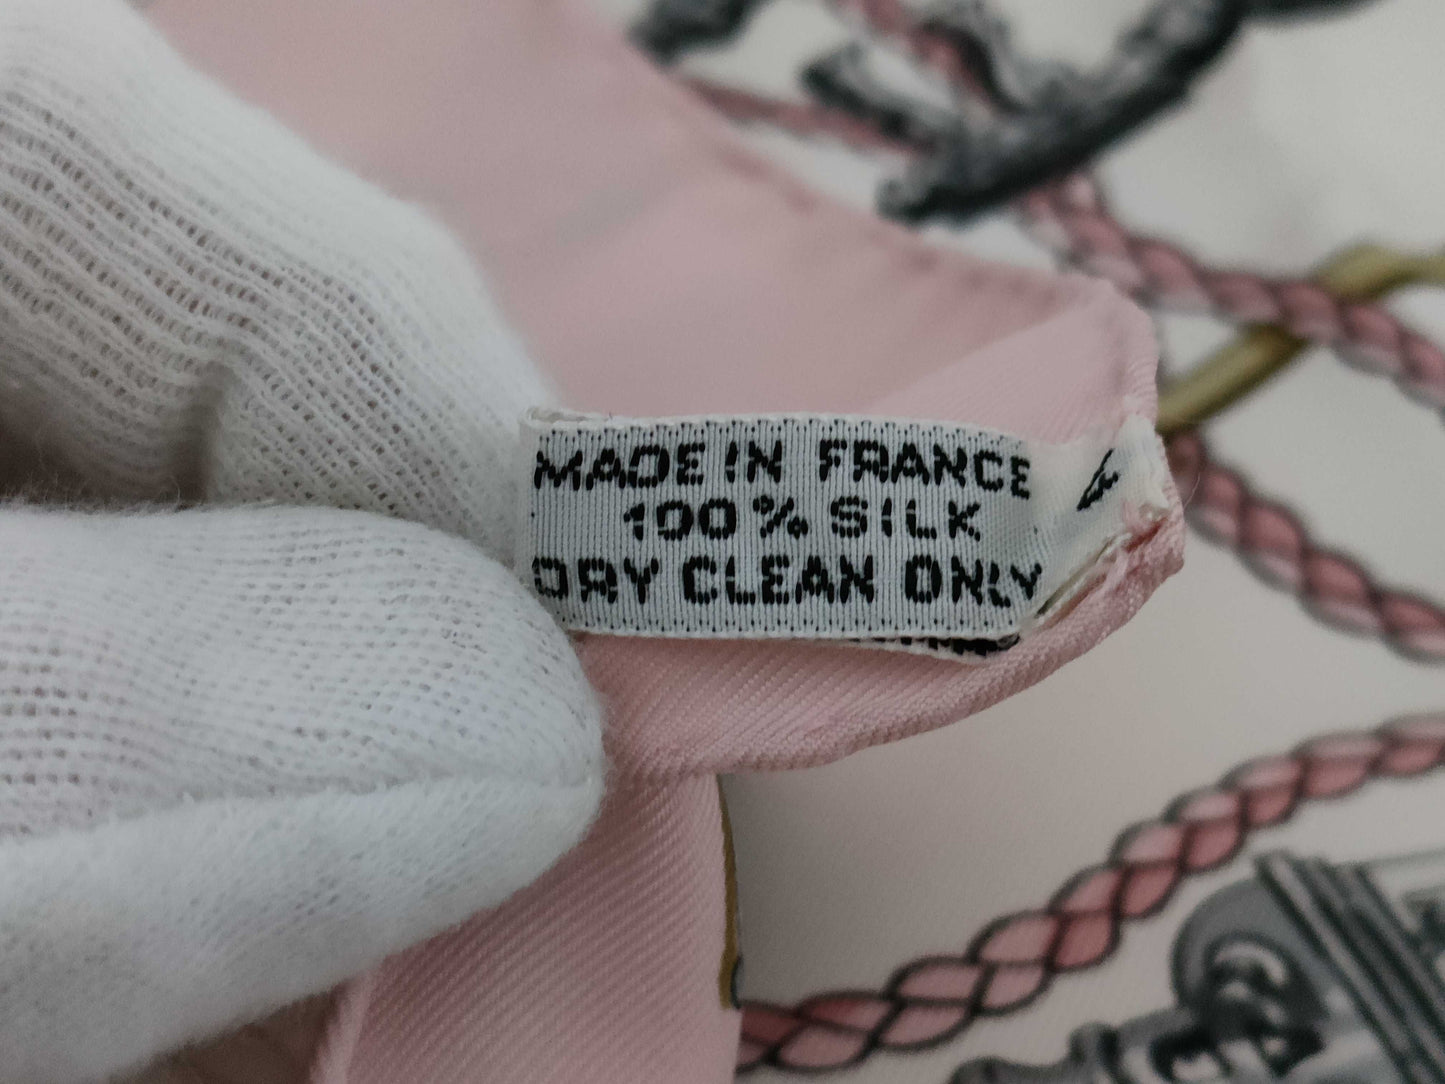 MADE IN FRANCE
100% SILK
DRY CLEAN ONLY